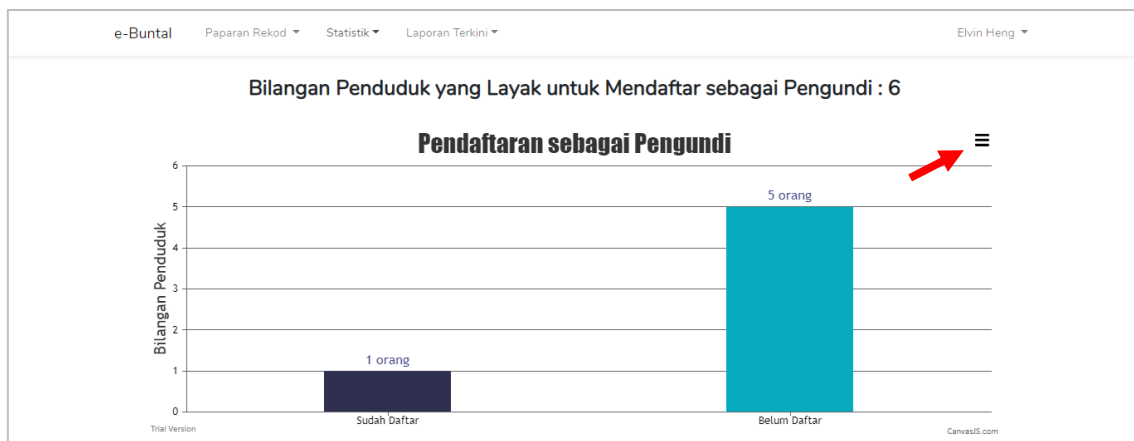 e-Buntal Paparan Rekod Statistik Laporan Terkini Elvin Heng
Bilangan Penduduk yang Layak untuk Mendaftar sebagai Pengundi : 6
Pendaftaran sebagai Pengundi
Bilangan Penduduk
6
5
4
3
2
1
0
5 orang
1 orang
Sudah Daftar Belum Daftar
Trial Version CanvasJS.com